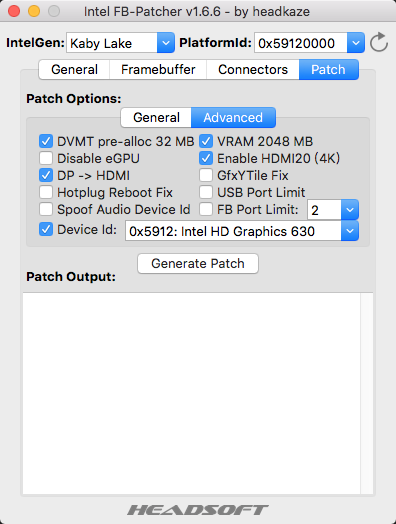 Intel FB-Patcher v1.6.6 - by headkaze
IntelGen: Kaby Lake PlatformId: 0x59120000
General Framebuffer Connectors Patch
Patch Options:
General Advanced
DVMT pre-alloc 32 MB VRAM 2048 MB
Disable eGPU Enable HDMI20 (4K)
DP -> HDMI GfxYTile Fix
Hotplug Reboot Fix USB Port Limit
Spoof Audio Device Id FB Port Limit: 2
Device Id: 0x5912: Intel HD Graphics 630
Generate Patch
Patch Output:
HEADSOFT